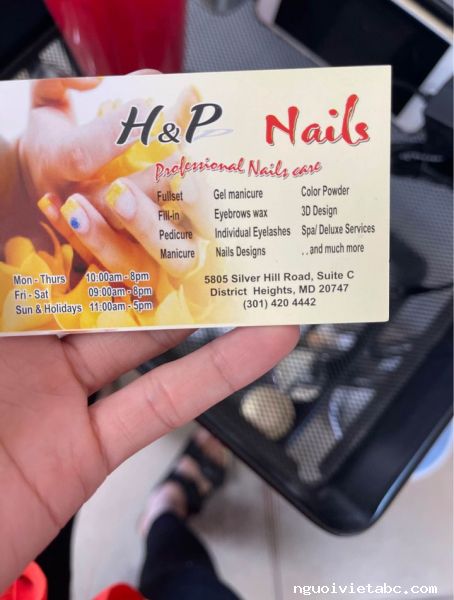 H&P Nails
Professional Nails care
Fullset Gel manicure Color Powder
Fill-in Eyebrows wax 3D Design
Pedicure Individual Eyelashes Spa/ Deluxe Services
Manicure Nails Designs . . and much more
Mon - Thurs 10:00am - 8pm
Fri - Sat 09:00am - 8pm
Sun & Holidays 11:00am - 5pm
5805 Silver Hill Road, Suite C
District Heights, MD 20747
(301) 420 4442
nguoivietabc.com